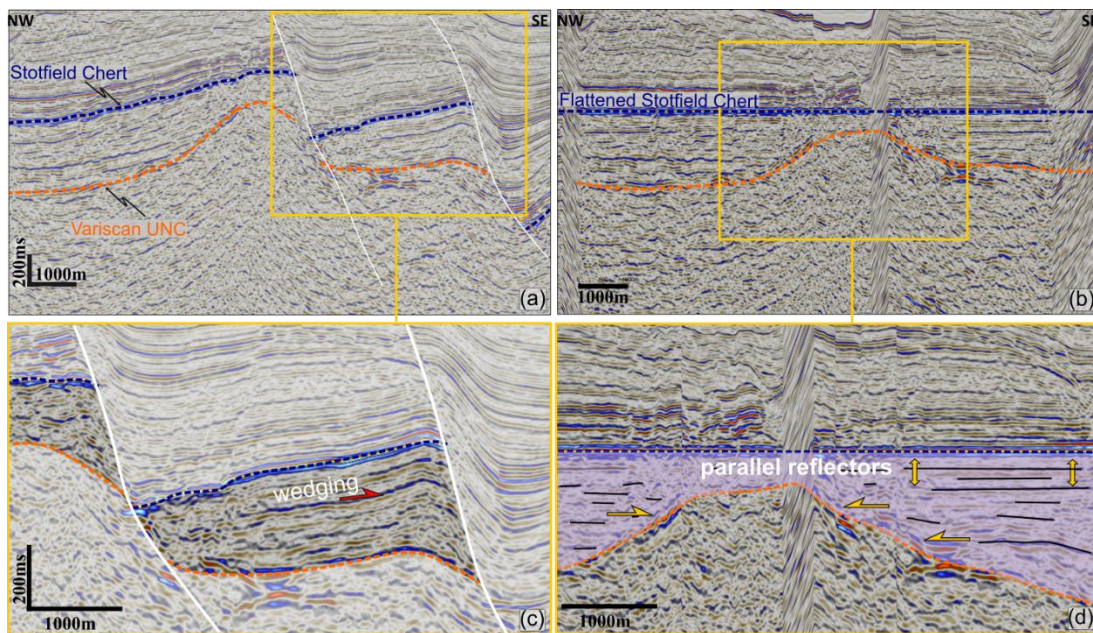 NW
SE
Stotfield Chert
Variscan UNC
200ms
1000m
(a)
NW
SE
Flattened Stotfield Chert
1000m
(b)
wedging
200ms
1000m
(c)
parallel reflectors
1000m
(d)